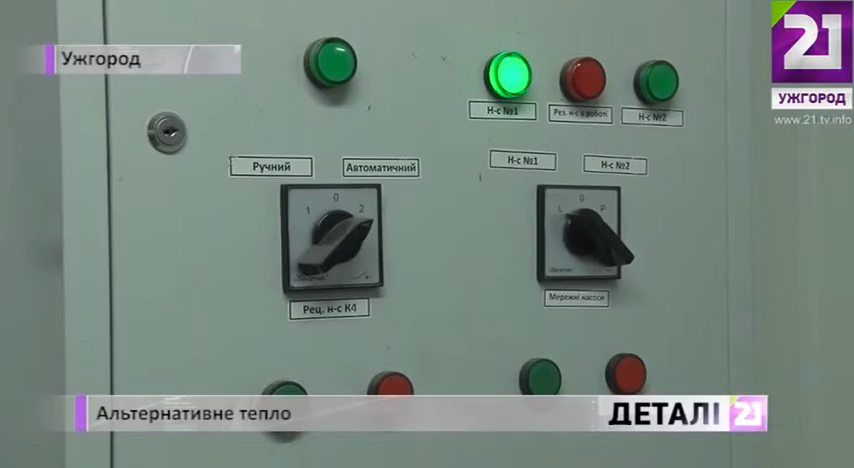 Ужгород
21
УЖГОРОД
www.21.tv.info
Н-с №1
Рез. н-с в роботі
Н-с №2
Ручний
Автоматичний
Н-с №1
Н-с №2
1 0 2
L 0 P
Рец. н-с К4
Мережні насоси
Альтернативне тепло
ДЕТАЛІ 21